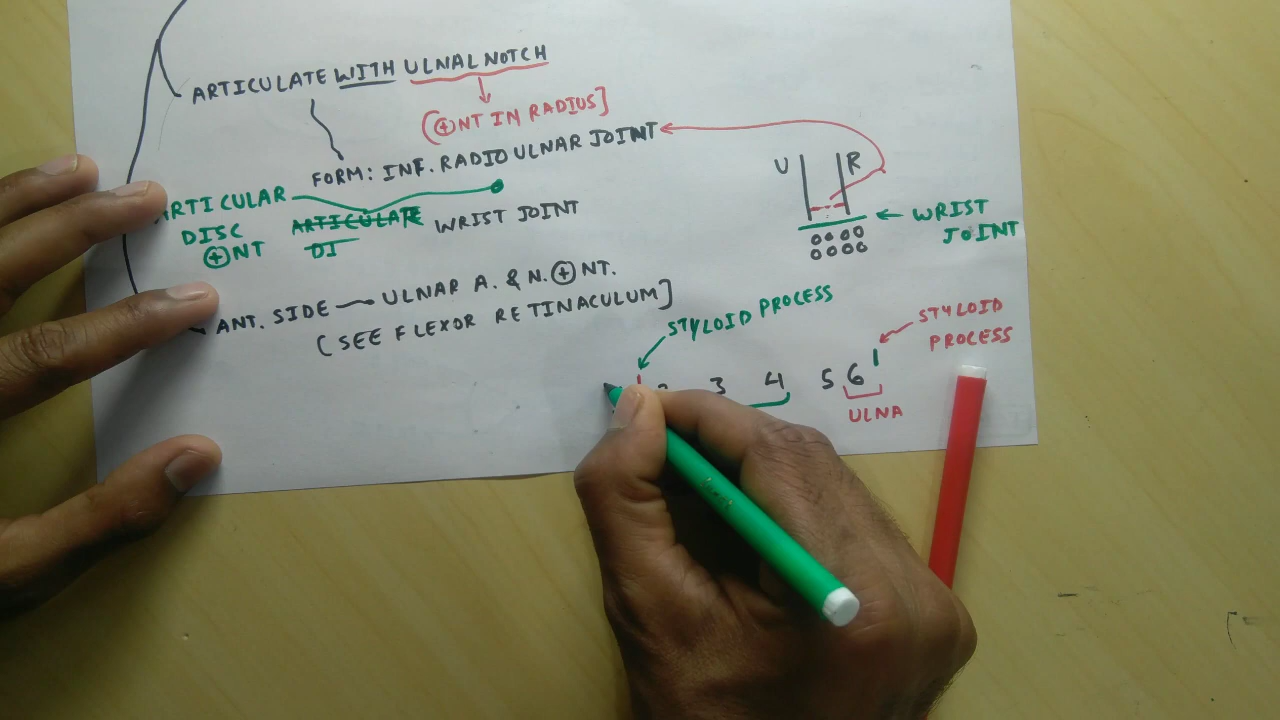 ARTICULATE WITH ULNAL NOTCH
(⊕NT IN RADIUS]
FORM: INF. RADIO ULNAR JOINT
U R
ARTICULAR
DISC
⊕NT
ARTICULATE WRIST JOINT
DI
WRIST
JOINT
ANT. SIDE — ULNAR A. & N. ⊕ NT.
(SEE FLEXOR RETINACULUM]
STYLOID PROCESS
STYLOID
PROCESS
3 4 5 6
ULNA